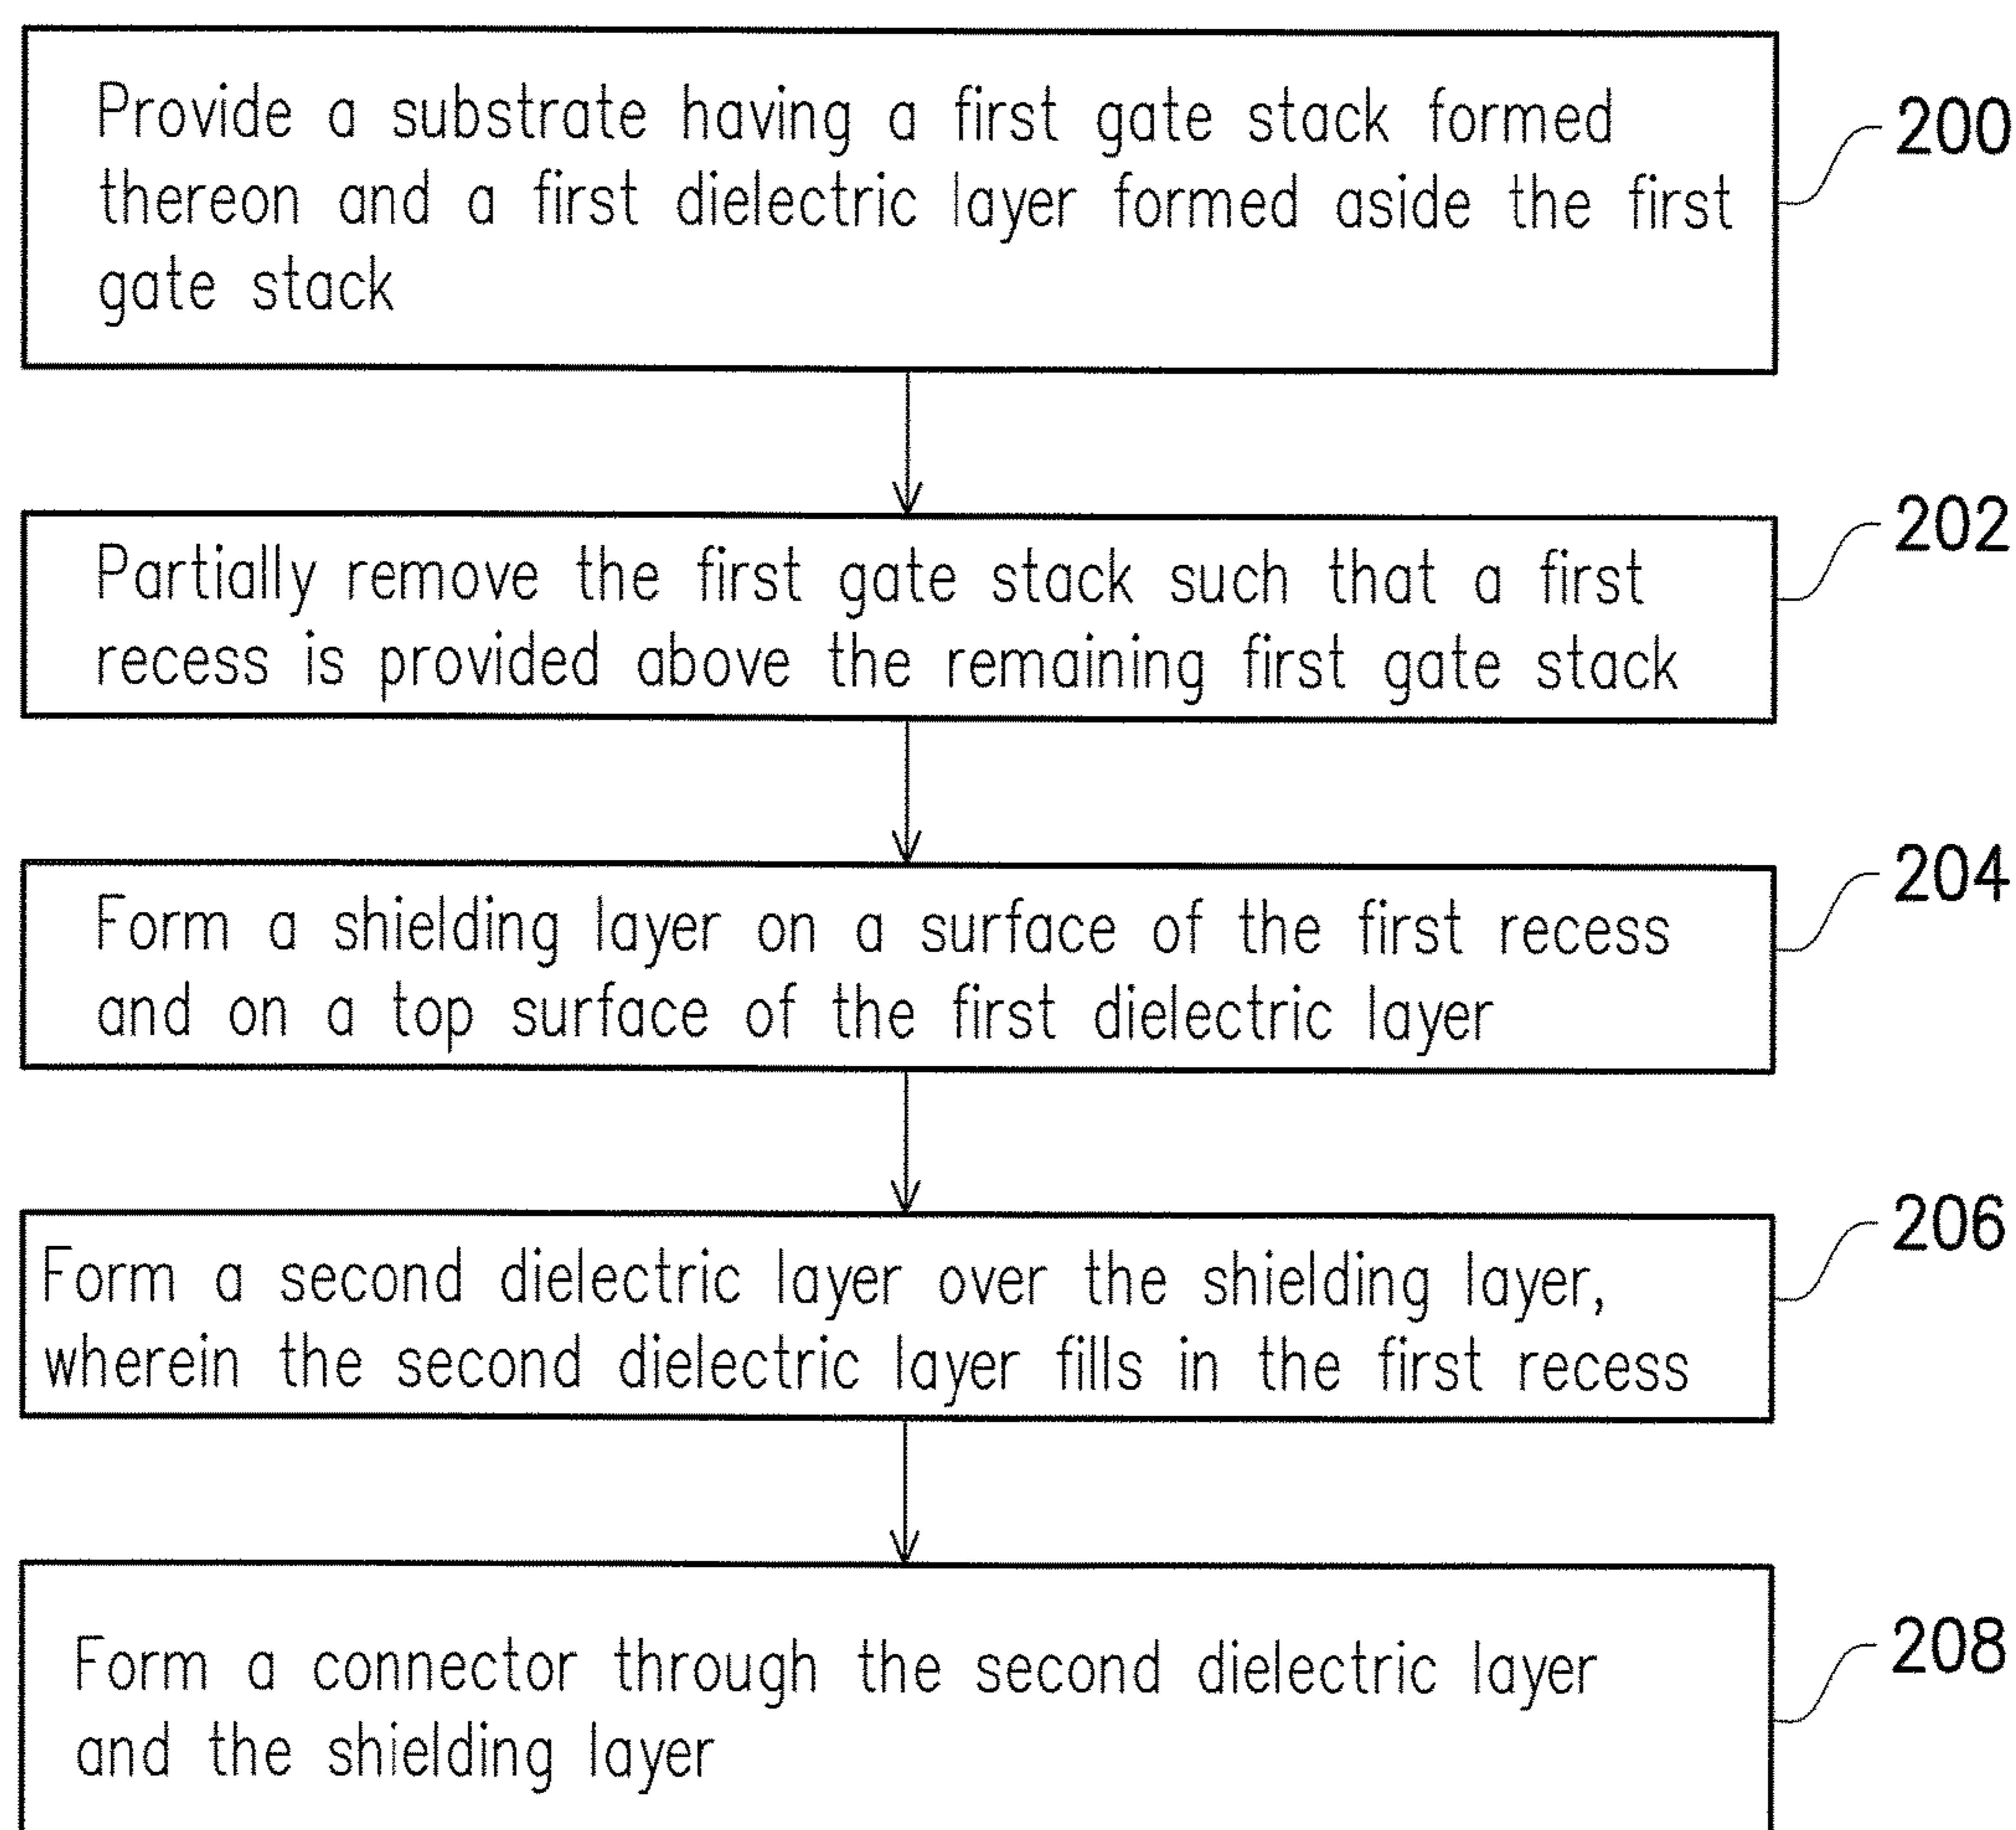 Provide a substrate having a first gate stack formed
thereon and a first dielectric layer formed aside the first
gate stack
200
Partially remove the first gate stack such that a first
recess is provided above the remaining first gate stack
202
Form a shielding layer on a surface of the first recess
and on a top surface of the first dielectric layer
204
Form a second dielectric layer over the shielding layer,
wherein the second dielectric layer fills in the first recess
206
Form a connector through the second dielectric layer
and the shielding layer
208